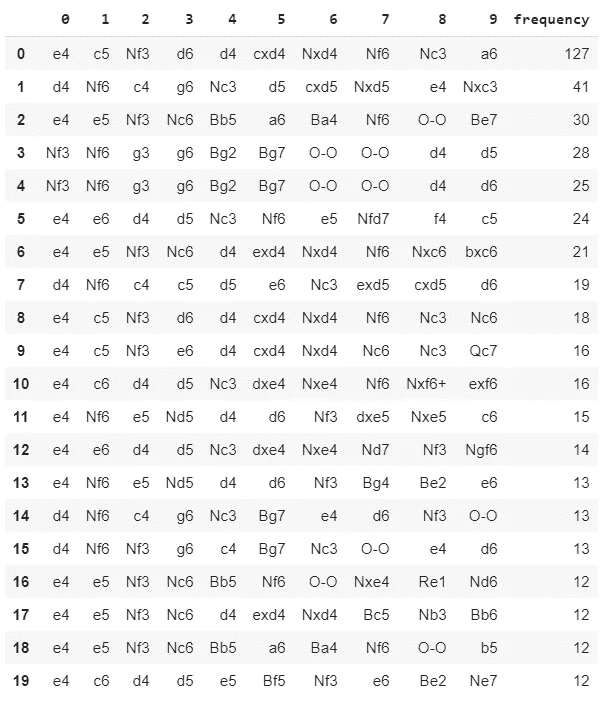 0 1 2 3 4 5 6 7 8 9 frequency
0 e4 c5 Nf3 d6 d4 cxd4 Nxd4 Nf6 Nc3 a6 127
1 d4 Nf6 c4 g6 Nc3 d5 cxd5 Nxd5 e4 Nxc3 41
2 e4 e5 Nf3 Nc6 Bb5 a6 Ba4 Nf6 O-O Be7 30
3 Nf3 Nf6 g3 g6 Bg2 Bg7 O-O O-O d4 d5 28
4 Nf3 Nf6 g3 g6 Bg2 Bg7 O-O O-O d4 d6 25
5 e4 e6 d4 d5 Nc3 Nf6 e5 Nfd7 f4 c5 24
6 e4 e5 Nf3 Nc6 d4 exd4 Nxd4 Nf6 Nxc6 bxc6 21
7 d4 Nf6 c4 c5 d5 e6 Nc3 exd5 cxd5 d6 19
8 e4 c5 Nf3 d6 d4 cxd4 Nxd4 Nf6 Nc3 Nc6 18
9 e4 c5 Nf3 e6 d4 cxd4 Nxd4 Nc6 Nc3 Qc7 16
10 e4 c6 d4 d5 Nc3 dxe4 Nxe4 Nf6 Nxf6+ exf6 16
11 e4 Nf6 e5 Nd5 d4 d6 Nf3 dxe5 Nxe5 c6 15
12 e4 e6 d4 d5 Nc3 dxe4 Nxe4 Nd7 Nf3 Ngf6 14
13 e4 Nf6 e5 Nd5 d4 d6 Nf3 Bg4 Be2 e6 13
14 d4 Nf6 c4 g6 Nc3 Bg7 e4 d6 Nf3 O-O 13
15 d4 Nf6 Nf3 g6 c4 Bg7 Nc3 O-O e4 d6 13
16 e4 e5 Nf3 Nc6 Bb5 Nf6 O-O Nxe4 Re1 Nd6 12
17 e4 e5 Nf3 Nc6 d4 exd4 Nxd4 Bc5 Nb3 Bb6 12
18 e4 e5 Nf3 Nc6 Bb5 a6 Ba4 Nf6 O-O b5 12
19 e4 c6 d4 d5 e5 Bf5 Nf3 e6 Be2 Ne7 12